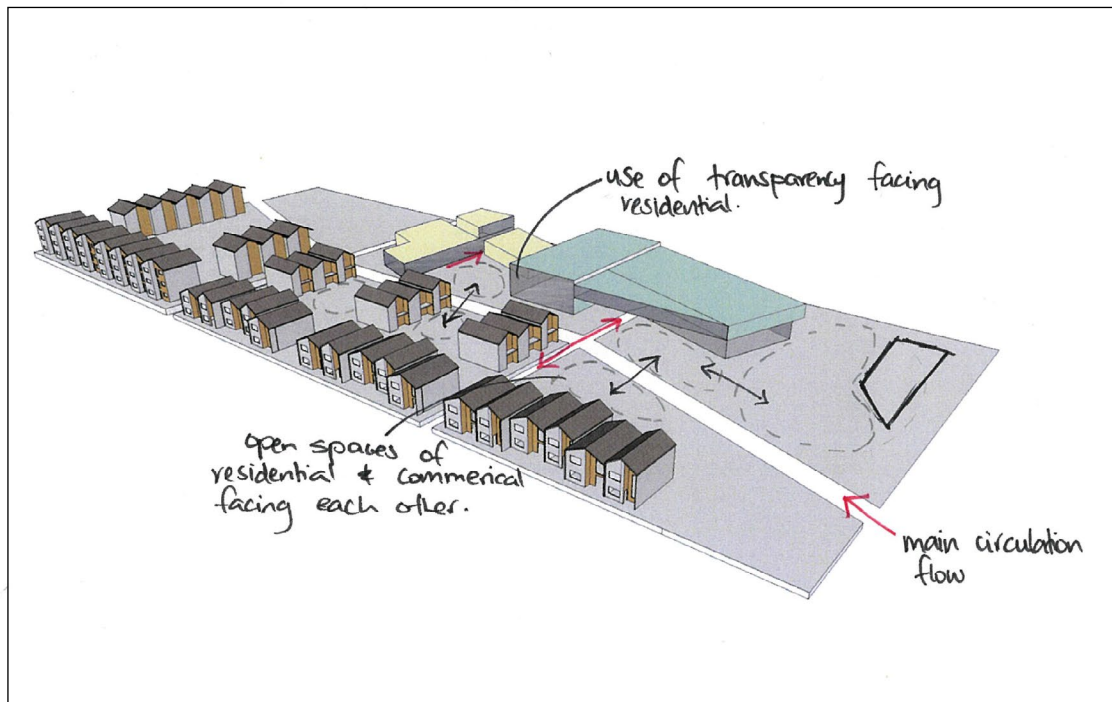 use of transparency facing
residential.
open spaces of
residential & commerical
facing each other.
main circulation
flow